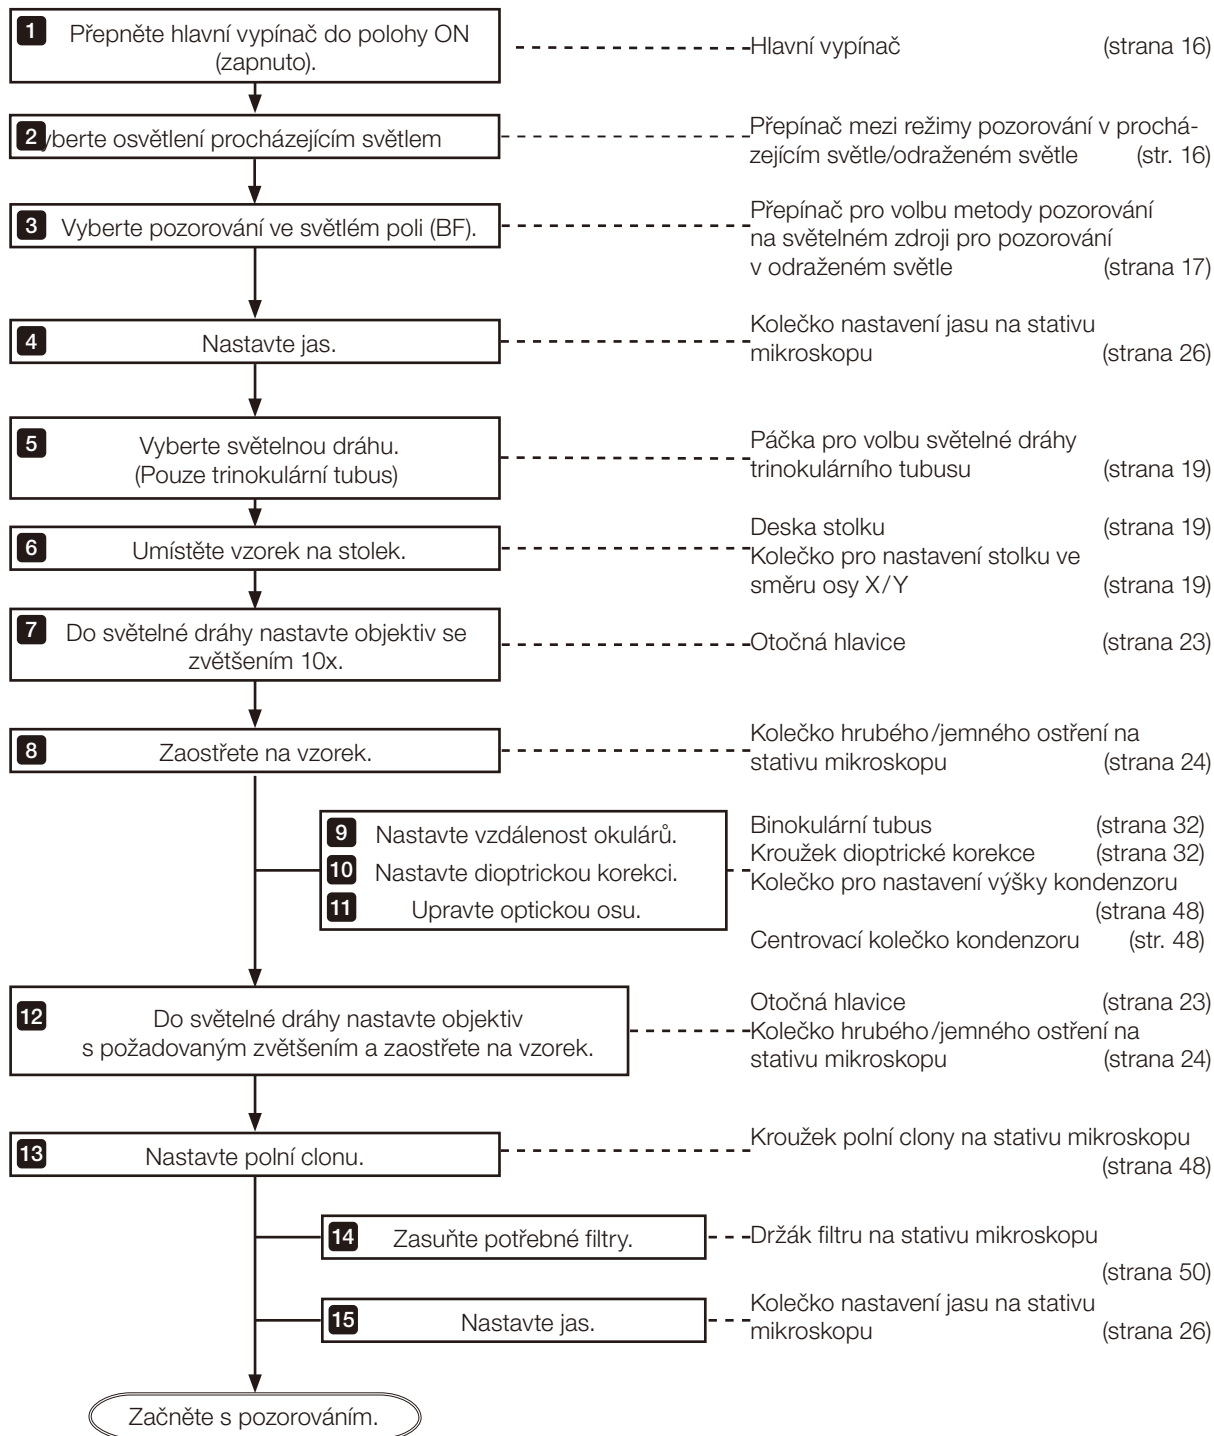 1 Přepněte hlavní vypínač do polohy ON
(zapnuto).
Hlavní vypínač (strana 16)
2 yberte osvětlení procházejícím světlem
Přepínač mezi režimy pozorování v prochá-
zejícím světle/odraženém světle (str. 16)
3 Vyberte pozorování ve světlém poli (BF).
Přepínač pro volbu metody pozorování
na světelném zdroji pro pozorování
v odraženém světle (strana 17)
4 Nastavte jas.
Kolečko nastavení jasu na stativu
mikroskopu (strana 26)
5 Vyberte světelnou dráhu.
(Pouze trinokulární tubus)
Páčka pro volbu světelné dráhy
trinokulárního tubusu (strana 19)
6 Umístěte vzorek na stolek.
Deska stolku (strana 19)
Kolečko pro nastavení stolku ve
směru osy X/Y (strana 19)
7 Do světelné dráhy nastavte objektiv se
zvětšením 10x.
Otočná hlavice (strana 23)
8 Zaostřete na vzorek.
Kolečko hrubého/jemného ostření na
stativu mikroskopu (strana 24)
9 Nastavte vzdálenost okulárů.
10 Nastavte dioptrickou korekci.
11 Upravte optickou osu.
Binokulární tubus (strana 32)
Kroužek dioptrické korekce (strana 32)
Kolečko pro nastavení výšky kondenzoru
(strana 48)
Centrovací kolečko kondenzoru (str. 48)
12 Do světelné dráhy nastavte objektiv
s požadovaným zvětšením a zaostřete na vzorek.
Otočná hlavice (strana 23)
Kolečko hrubého/jemného ostření na
stativu mikroskopu (strana 24)
13 Nastavte polní clonu.
Kroužek polní clony na stativu mikroskopu
(strana 48)
14 Zasuňte potřebné filtry.
Držák filtru na stativu mikroskopu
(strana 50)
15 Nastavte jas.
Kolečko nastavení jasu na stativu
mikroskopu (strana 26)
Začněte s pozorováním.